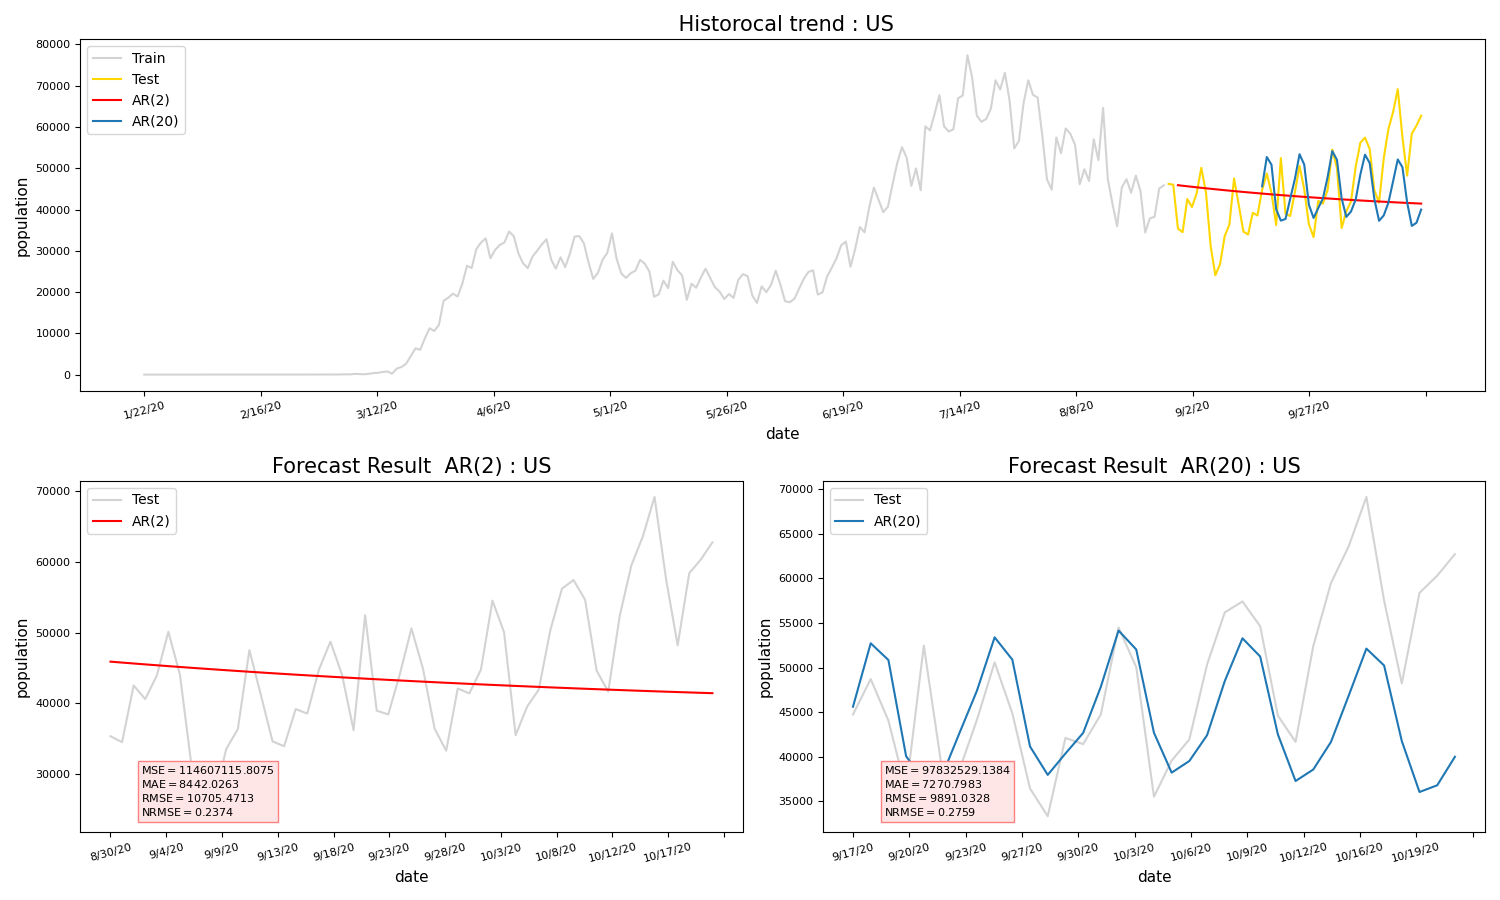 Historocal trend : US
80000
70000
60000
50000
40000
30000
20000
10000
0
population
Train
Test
AR(2)
AR(20)
1/22/20 2/16/20 3/12/20 4/6/20 5/1/20 5/26/20 6/19/20 7/14/20 8/8/20 9/2/20 9/27/20
date
Forecast Result  AR(2) : US
70000
60000
50000
40000
30000
population
Test
AR(2)
MSE = 114607115.8075
MAE = 8442.0263
RMSE = 10705.4713
NRMSE = 0.2374
8/30/20 9/4/20 9/9/20 9/13/20 9/18/20 9/23/20 9/28/20 10/3/20 10/8/20 10/12/20 10/17/20
date
Forecast Result  AR(20) : US
70000
65000
60000
55000
50000
45000
40000
35000
population
Test
AR(20)
MSE = 97832529.1384
MAE = 7270.7983
RMSE = 9891.0328
NRMSE = 0.2759
9/17/20 9/20/20 9/23/20 9/27/20 9/30/20 10/3/20 10/6/20 10/9/20 10/12/20 10/16/20 10/19/20
date